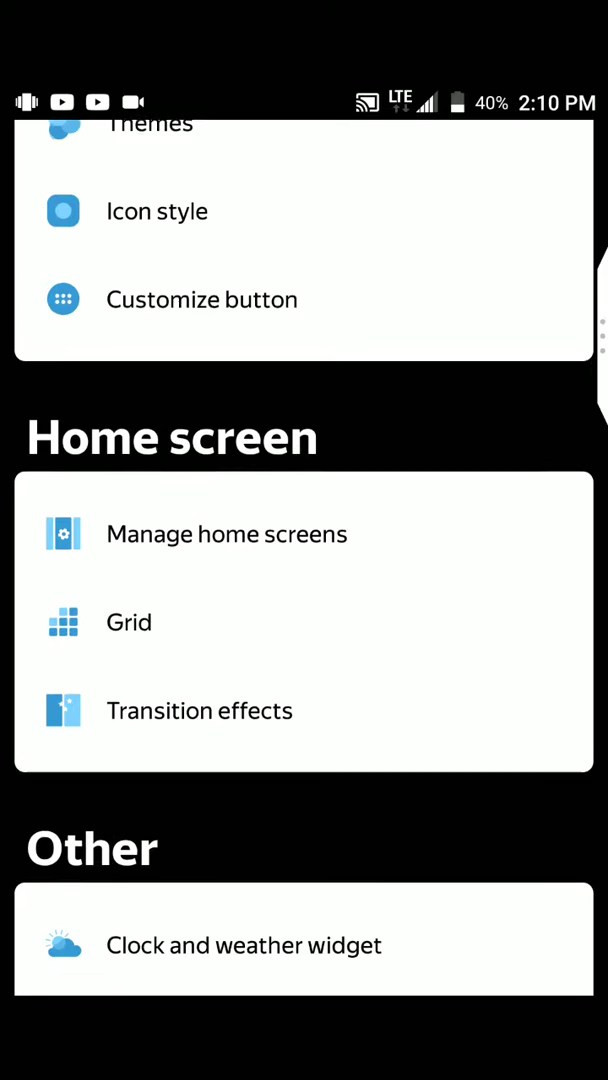 LTE 40% 2:10 PM
Themes
Icon style
Customize button
Home screen
Manage home screens
Grid
Transition effects
Other
Clock and weather widget